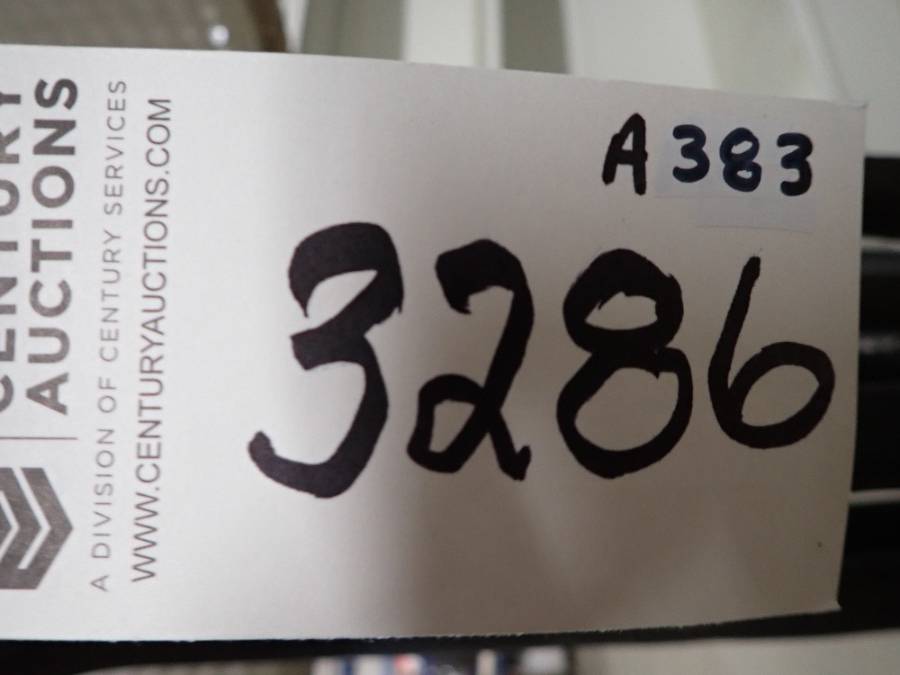 CENTURY
AUCTIONS
A DIVISION OF CENTURY SERVICES
WWW.CENTURYAUCTIONS.COM
A383
3286